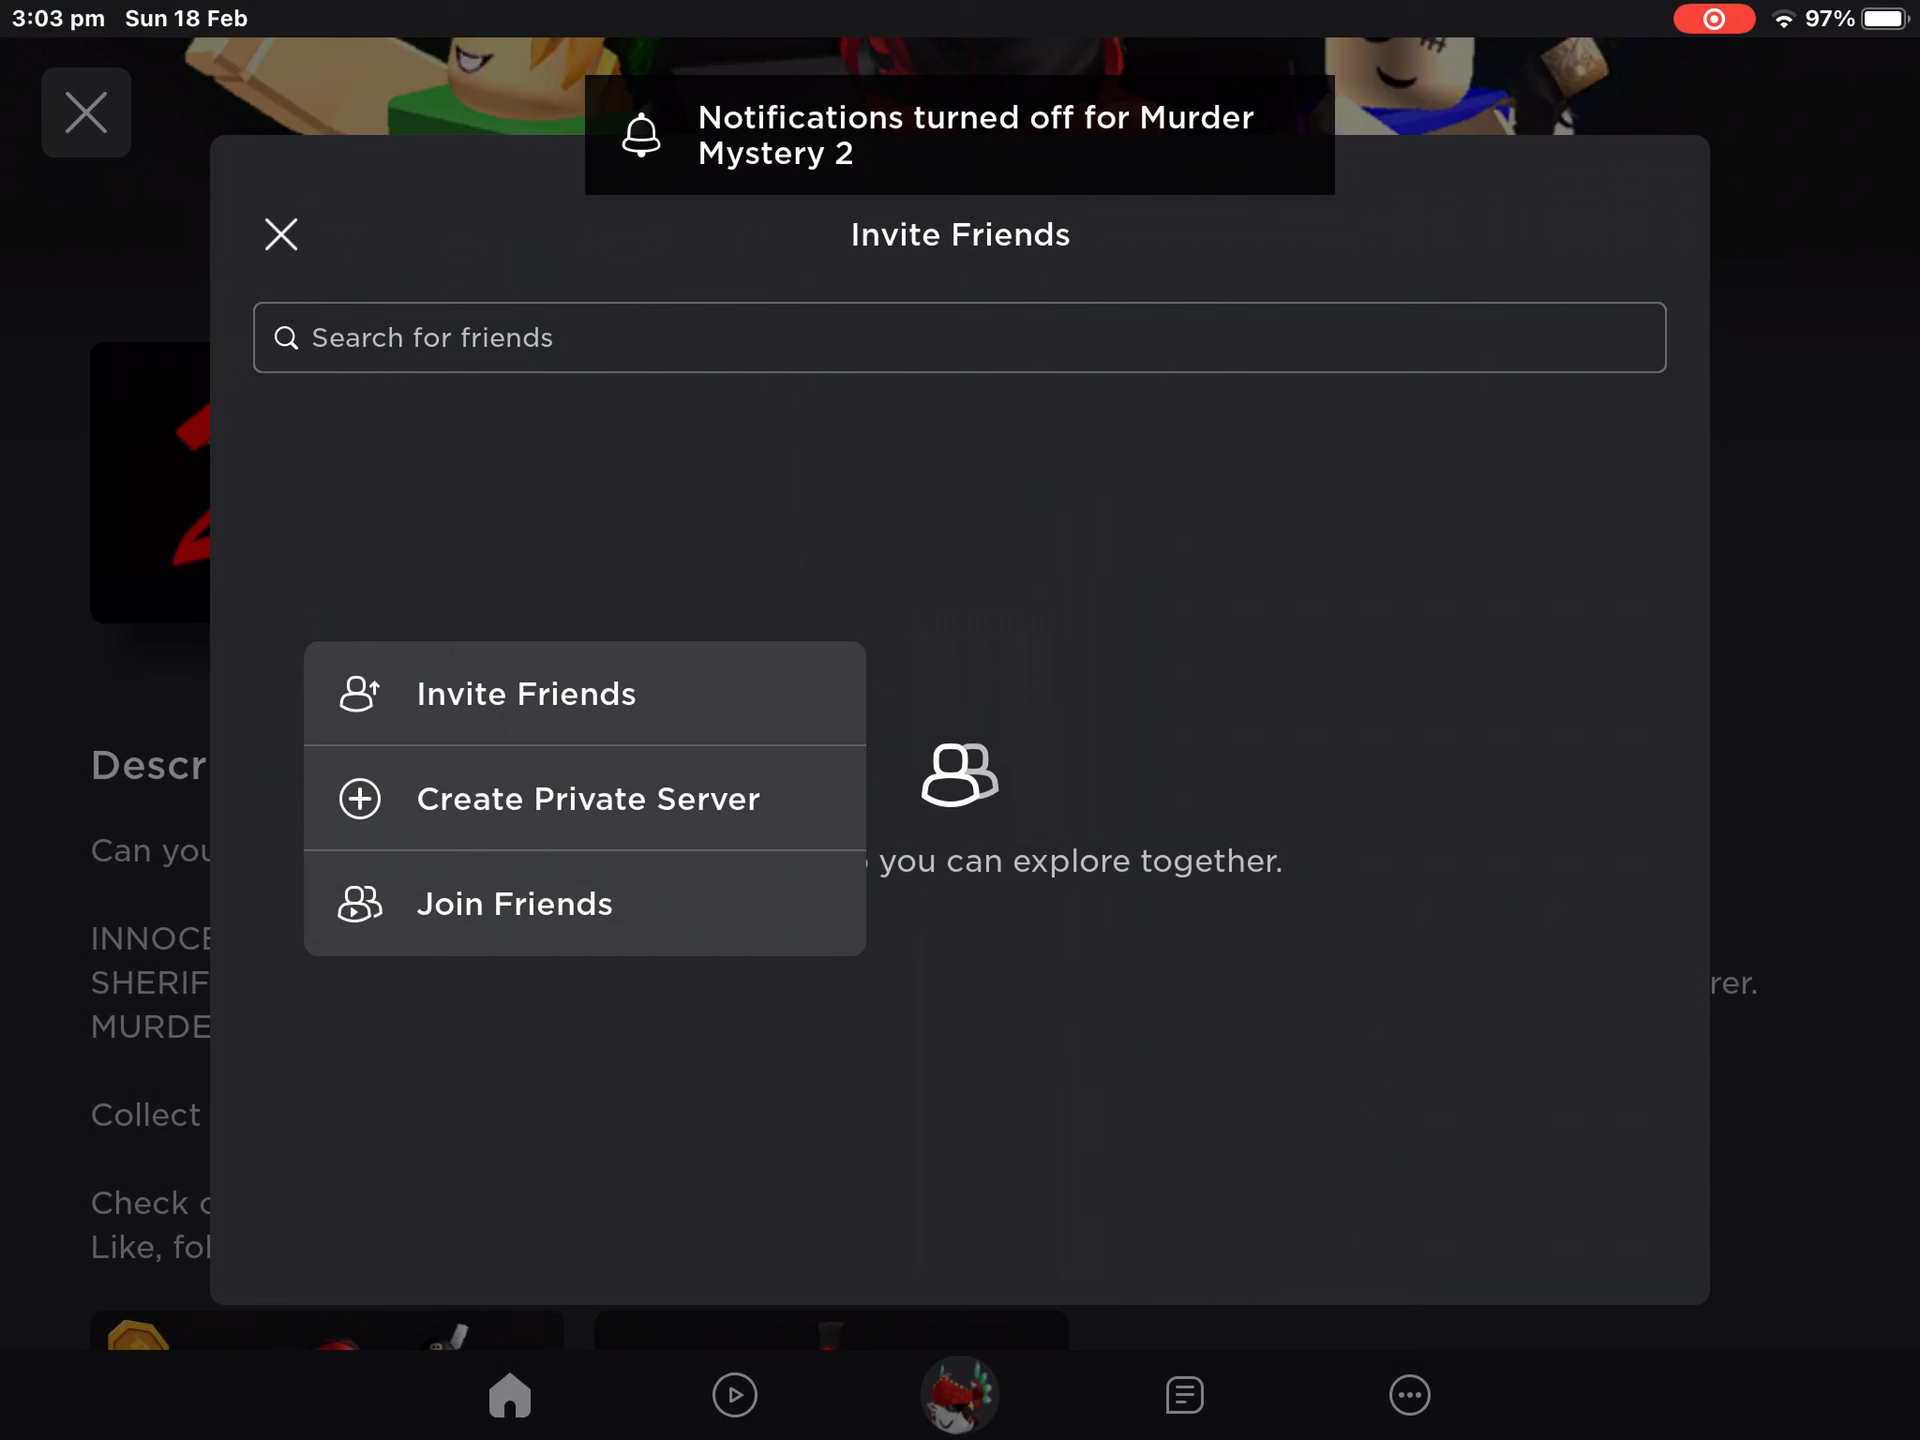 3:03 pm Sun 18 Feb
97%
Notifications turned off for Murder
Mystery 2
Invite Friends
Search for friends
Invite Friends
Create Private Server
you can explore together.
Join Friends
Descr
Can you
INNOCE
SHERIF
rer.
MURDE
Collect
Check
Like, fol